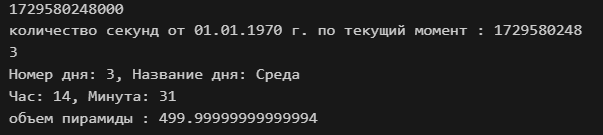 1729580248000
количество секунд от 01.01.1970 г. по текущий момент : 1729580248
3
Номер дня: 3, Название дня: Среда
Час: 14, Минута: 31
объем пирамиды : 499.99999999999994